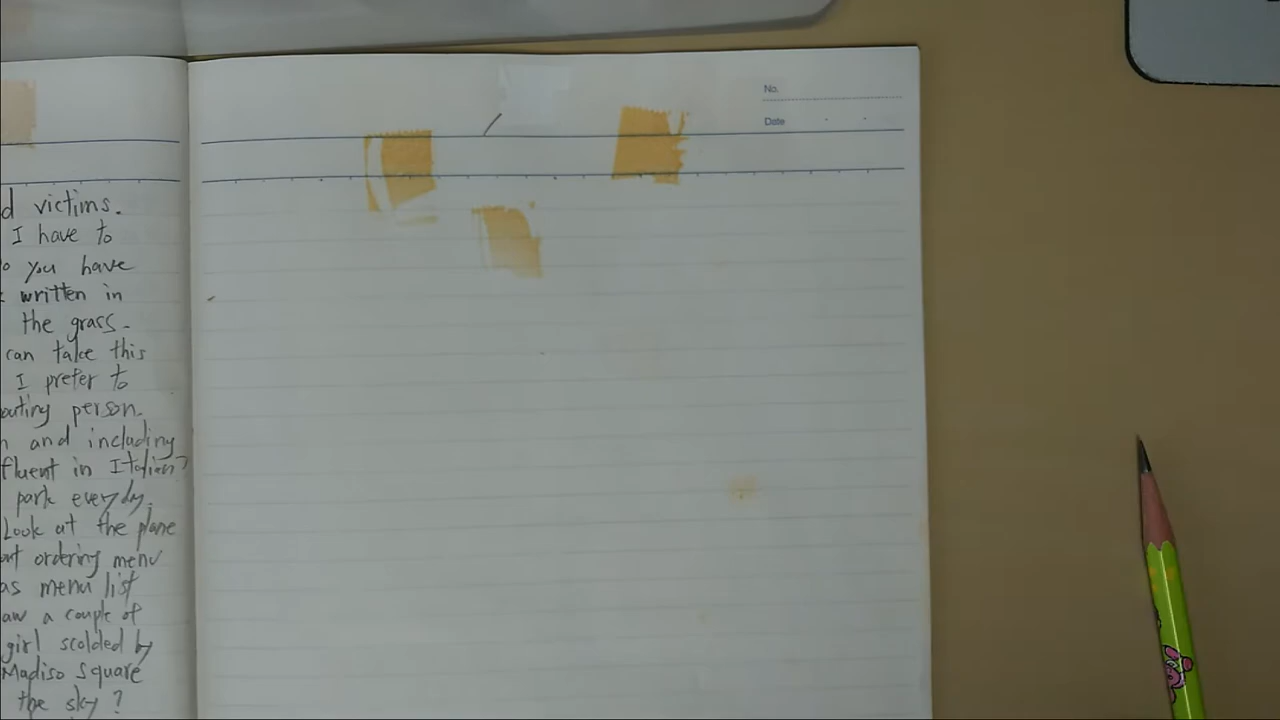 No.
Date
d victims.
I have to
o you have
written in
the grass.
can take this
I prefer to
outing person.
n and including
fluent in Italian?
park everyday.
Look at the plane
out ordering menu
as menu list
aw a couple of
girl scolded by
Madiso square
the sky ?